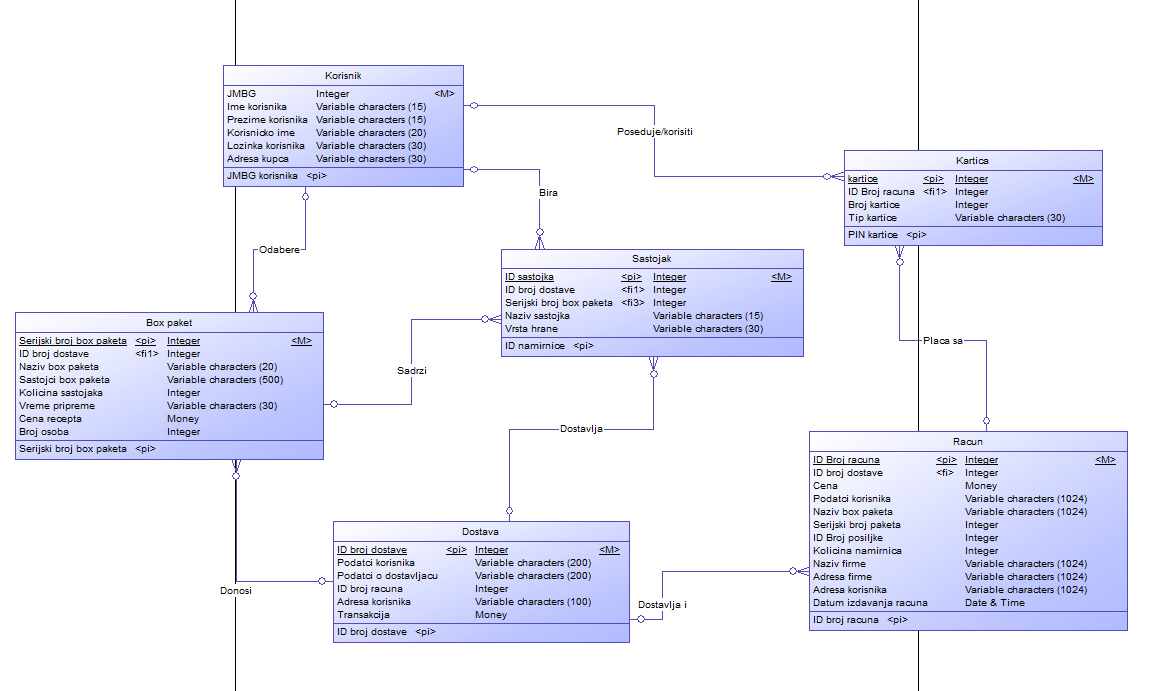 Korisnik
JMBG Integer <M>
Ime korisnika Variable characters (15)
Prezime korisnika Variable characters (15)
Korisnicko ime Variable characters (20)
Lozinka korisnika Variable characters (30)
Adresa kupca Variable characters (30)
JMBG korisnika <pi>
Poseduje/korisiti
Kartica
kartice <pi> Integer <M>
ID Broj racuna <fi1> Integer
Broj kartice Integer
Tip kartice Variable characters (30)
PIN kartice <pi>
Bira
Odabere
Sastojak
ID sastojka <pi> Integer <M>
ID broj dostave <fi1> Integer
Serijski broj box paketa <fi3> Integer
Naziv sastojka Variable characters (15)
Vrsta hrane Variable characters (30)
ID namirnice <pi>
Box paket
Serijski broj box paketa <pi> Integer <M>
ID broj dostave <fi1> Integer
Naziv box paketa Variable characters (20)
Sastojci box paketa Variable characters (500)
Kolicina sastojaka Integer
Vreme pripreme Variable characters (30)
Cena recepta Money
Broj osoba Integer
Serijski broj box paketa <pi>
Placa sa
Sadrzi
Dostavlja
Racun
ID Broj racuna <pi> Integer <M>
ID broj dostave <fi> Integer
Cena Money
Podatci korisnika Variable characters (1024)
Naziv box paketa Variable characters (1024)
Serijski broj paketa Integer
ID Broj posiljke Integer
Kolicina namirnica Integer
Naziv firme Variable characters (1024)
Adresa firme Variable characters (1024)
Adresa korisnika Variable characters (1024)
Datum izdavanja racuna Date & Time
ID broj racuna <pi>
Dostava
ID broj dostave <pi> Integer <M>
Podatci korisnika Variable characters (200)
Podatci o dostavljacu Variable characters (200)
ID broj racuna Integer
Adresa korisnika Variable characters (100)
Transakcija Money
ID broj dostave <pi>
Donosi
Dostavlja i